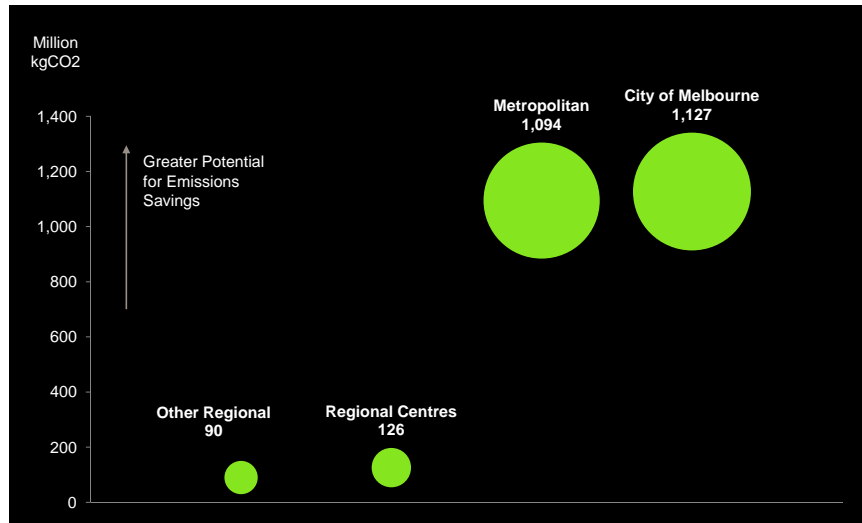 Million
kgCO2
1,400
1,200
1,000
800
600
400
200
0
Greater Potential
for Emissions
Savings
Metropolitan
1,094
City of Melbourne
1,127
Other Regional
90
Regional Centres
126